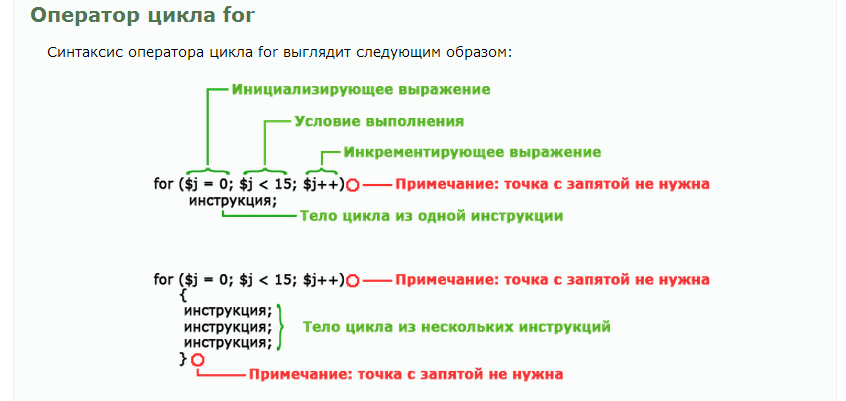 Оператор цикла for
Синтаксис оператора цикла for выглядит следующим образом:
Инициализирующее выражение
Условие выполнения
Инкрементирующее выражение
for ($j = 0; $j < 15; $j++) Примечание: точка с запятой не нужна
инструкция;
Тело цикла из одной инструкции
for ($j = 0; $j < 15; $j++) Примечание: точка с запятой не нужна
{
инструкция;
инструкция; Тело цикла из нескольких инструкций
инструкция;
}
Примечание: точка с запятой не нужна